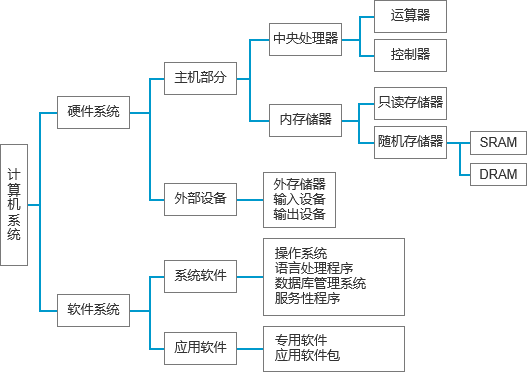 计算机系统
硬件系统
主机部分
中央处理器
运算器
控制器
内存储器
只读存储器
随机存储器
SRAM
DRAM
外部设备
外存储器
输入设备
输出设备
软件系统
系统软件
操作系统
语言处理程序
数据库管理系统
服务性程序
应用软件
专用软件
应用软件包